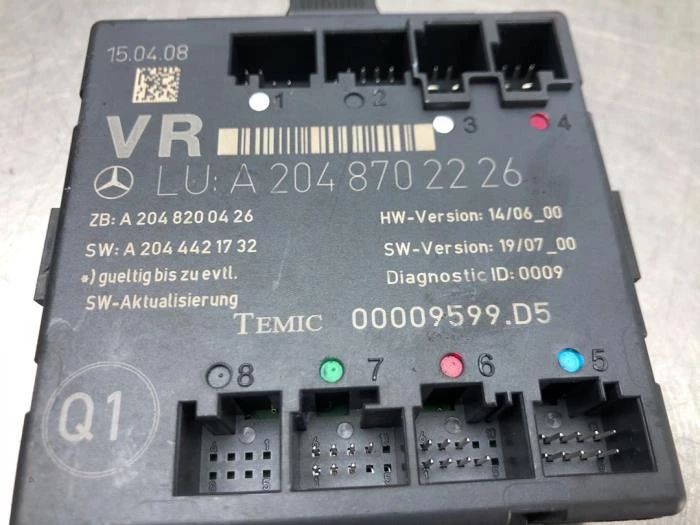 15.04.08
1
2
3
4
VR
LU: A 204 870 22 26
ZB: A 204 820 04 26
HW-Version: 14/06_00
SW: A 204 442 17 32
SW-Version: 19/07_00
*) gueltig bis zu evtl.
Diagnostic ID: 0009
SW-Aktualisierung
TEMIC 00009599.D5
8
7
6
5
Q1